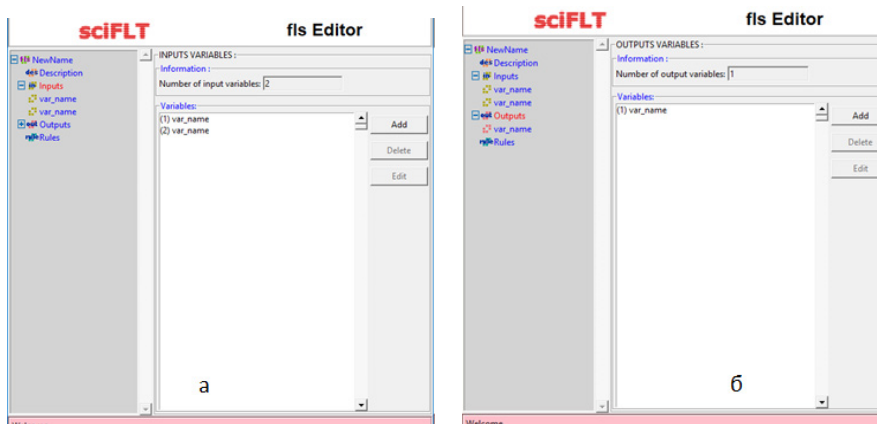 sciFLT fls Editor
NewName
Description
Inputs
var_name
var_name
Outputs
Rules
INPUTS VARIABLES :
Information :
Number of input variables: 2
Variables:
(1) var_name
(2) var_name
Add
Delete
Edit
а
sciFLT fls Editor
NewName
Description
Inputs
var_name
var_name
Outputs
var_name
Rules
OUTPUTS VARIABLES :
Information :
Number of output variables: 1
Variables:
(1) var_name
Add
Delete
Edit
б
Welcome